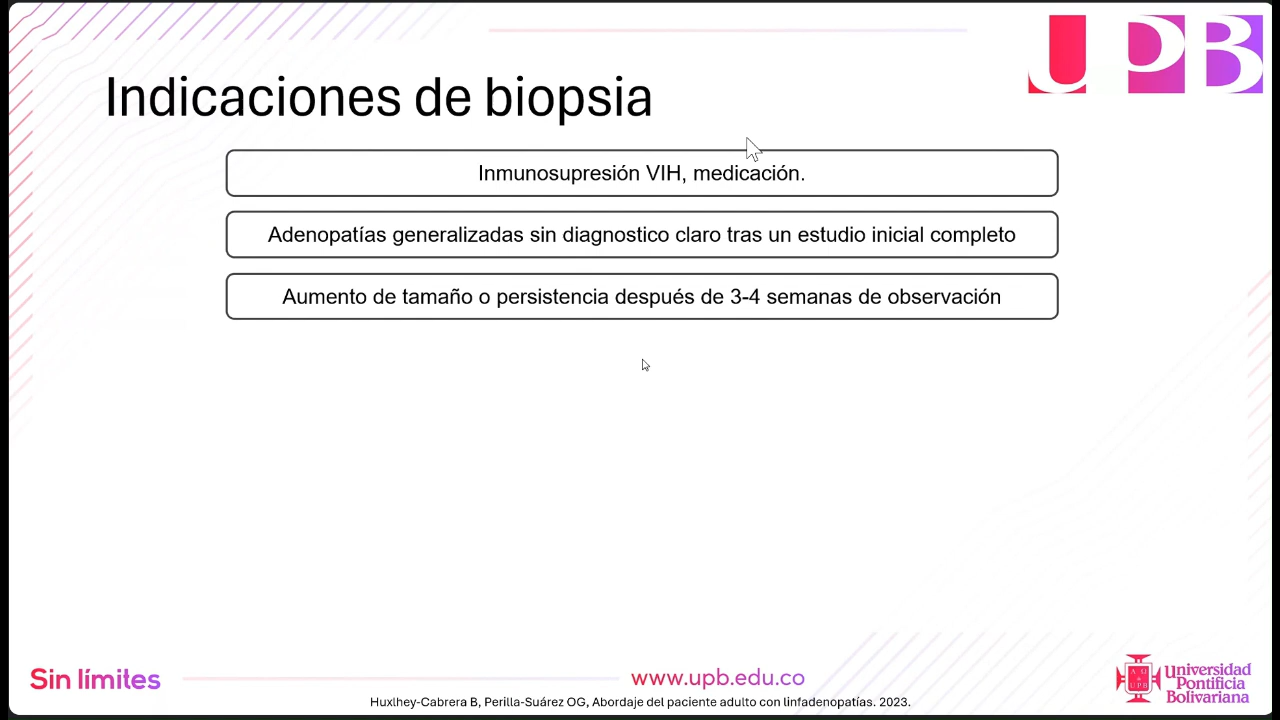 UPB
Indicaciones de biopsia
Inmunosupresión VIH, medicación.
Adenopatías generalizadas sin diagnostico claro tras un estudio inicial completo
Aumento de tamaño o persistencia después de 3-4 semanas de observación
Sin límites
www.upb.edu.co
Universidad
Pontificia
Bolivariana
Huxlhey-Cabrera B, Perilla-Suárez OG, Abordaje del paciente adulto con linfadenopatías. 2023.